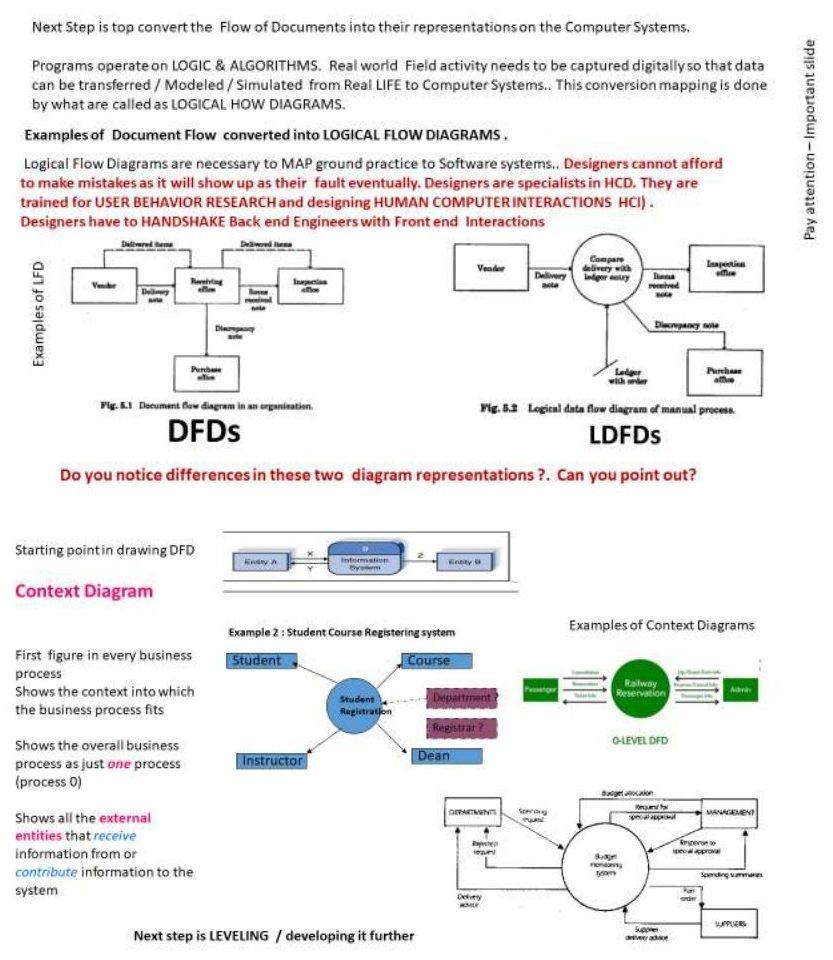 Next Step is top convert the Flow of Documents into their representations on the Computer Systems.
Programs operate on LOGIC & ALGORITHMS. Real world Field activity needs to be captured digitally so that data
can be transferred / Modeled / Simulated from Real LIFE to Computer Systems.. This conversion mapping is done
by what are called as LOGICAL HOW DIAGRAMS.
Pay attention – Important slide
Examples of Document Flow converted into LOGICAL FLOW DIAGRAMS .
Logical Flow Diagrams are necessary to MAP ground practice to Software systems.. Designers cannot afford
to make mistakes as it will show up as their fault eventually. Designers are specialists in HCD. They are
trained for USER BEHAVIOR RESEARCH and designing HUMAN COMPUTER INTERACTIONS HCI) .
Designers have to HANDSHAKE Back end Engineers with Front end Interactions
Examples of LFD
Delivered items
Delivered items
Vendor
Delivery
note
Receiving
office
Items
received
note
Inspection
office
Discrepancy
note
Purchase
office
Fig. 5.1 Document flow diagram in an organisation.
DFDs
Vendor
Delivery
note
Compare
delivery with
ledger entry
Items
received
note
Inspection
office
Discrepancy note
Ledger
with order
Purchase
office
Fig. 5.2 Logical data flow diagram of manual process.
LDFDs
Do you notice differences in these two diagram representations ?. Can you point out?
Starting point in drawing DFD
Context Diagram
Entity A
X
Y
0
Information
System
Z
Entity B
First figure in every business
process
Shows the context into which
the business process fits
Shows the overall business
process as just one process
(process 0)
Shows all the external
entities that receive
information from or
contribute information to the
system
Example 2 : Student Course Registering system
Student
Course
Student
Registration
Department ?
Registrar ?
Instructor
Dean
Examples of Context Diagrams
Passenger
Cancellation
Reservation
Railway
Reservation
Passenger Info
Admin
0-LEVEL DFD
Budget allocation
DEPARTMENTS
Spending
request
Request for
special approval
MANAGEMENT
Rejected
request
Budget
monitoring
system
Response to
special approval
Spending summaries
Delivery
advice
Part
order
Supplier
delivery advice
SUPPLIERS
Next step is LEVELING / developing it further